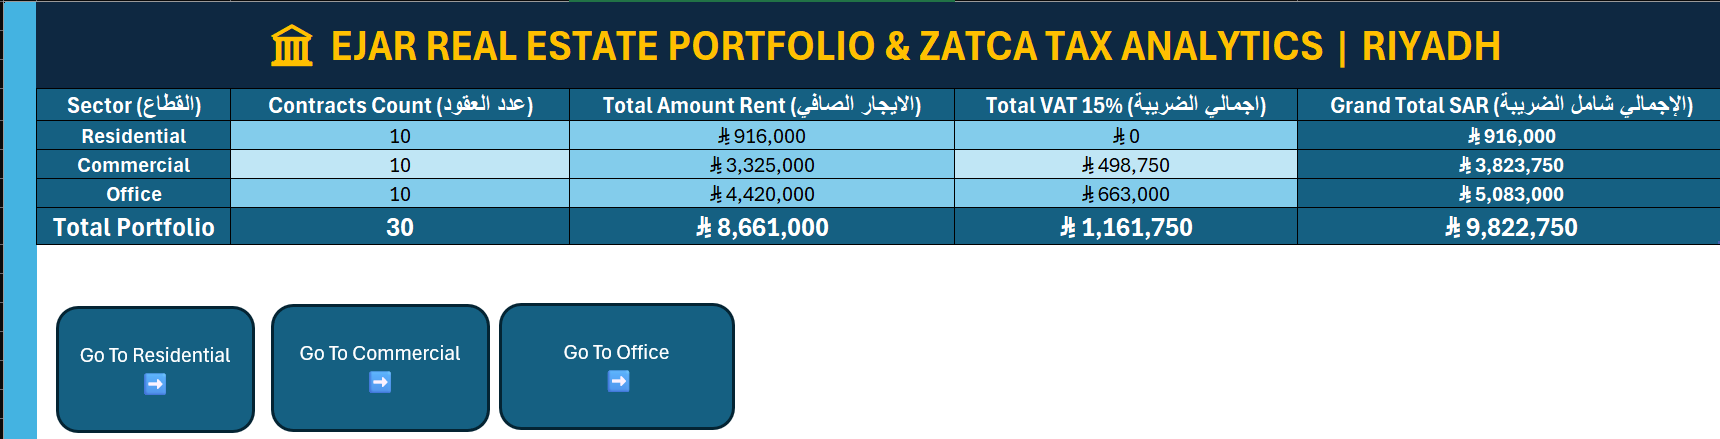 🏛 EJAR REAL ESTATE PORTFOLIO & ZATCA TAX ANALYTICS | RIYADH
Sector (القطاع) Contracts Count (عدد العقود) Total Amount Rent (الايجار الصافي) Total VAT 15% (اجمالي الضريبة) Grand Total SAR (الإجمالي شامل الضريبة)
Residential 10 ⃁ 916,000 ⃁ 0 ⃁ 916,000
Commercial 10 ⃁ 3,325,000 ⃁ 498,750 ⃁ 3,823,750
Office 10 ⃁ 4,420,000 ⃁ 663,000 ⃁ 5,083,000
Total Portfolio 30 ⃁ 8,661,000 ⃁ 1,161,750 ⃁ 9,822,750
Go To Residential
➡️
Go To Commercial
➡️
Go To Office
➡️